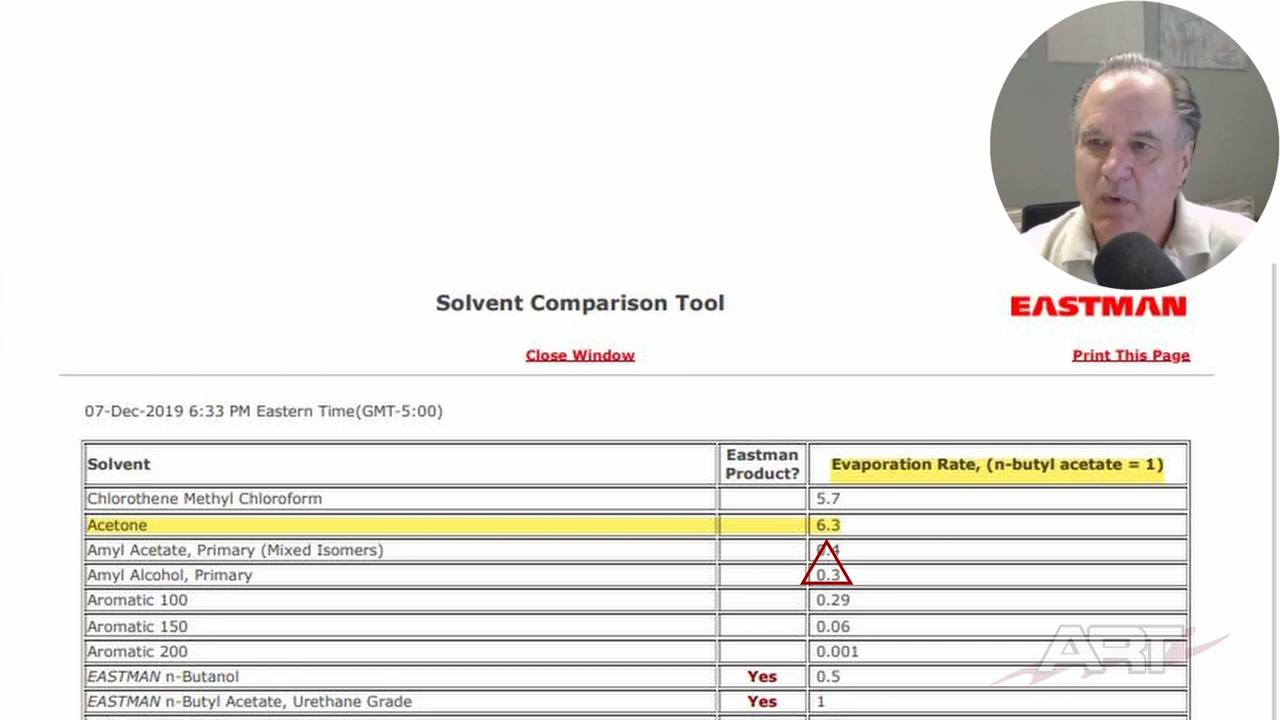 Solvent Comparison Tool
EASTMAN
Close Window
Print This Page
07-Dec-2019 6:33 PM Eastern Time(GMT-5:00)
Solvent
Eastman Product?
Evaporation Rate, (n-butyl acetate = 1)
Chlorothene Methyl Chloroform 5.7
Acetone 6.3
Amyl Acetate, Primary (Mixed Isomers) 0.4
Amyl Alcohol, Primary 0.3
Aromatic 100 0.29
Aromatic 150 0.06
Aromatic 200 0.001
EASTMAN n-Butanol Yes 0.5
EASTMAN n-Butyl Acetate, Urethane Grade Yes 1
ART